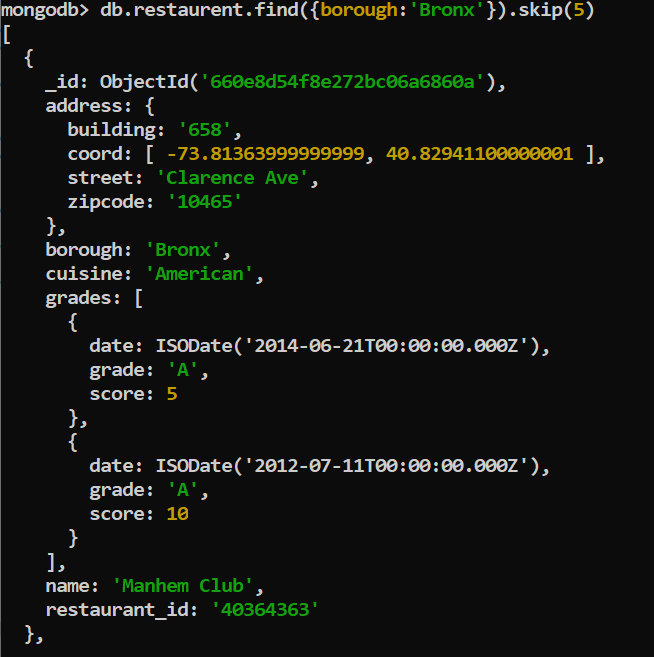 mongodb> db.restaurent.find({borough:'Bronx'}).skip(5)
[
  {
    _id: ObjectId('660e8d54f8e272bc06a6860a'),
    address: {
      building: '658',
      coord: [ -73.81363999999999, 40.82941100000001 ],
      street: 'Clarence Ave',
      zipcode: '10465'
    },
    borough: 'Bronx',
    cuisine: 'American',
    grades: [
      {
        date: ISODate('2014-06-21T00:00:00.000Z'),
        grade: 'A',
        score: 5
      },
      {
        date: ISODate('2012-07-11T00:00:00.000Z'),
        grade: 'A',
        score: 10
      }
    ],
    name: 'Manhem Club',
    restaurant_id: '40364363'
  },